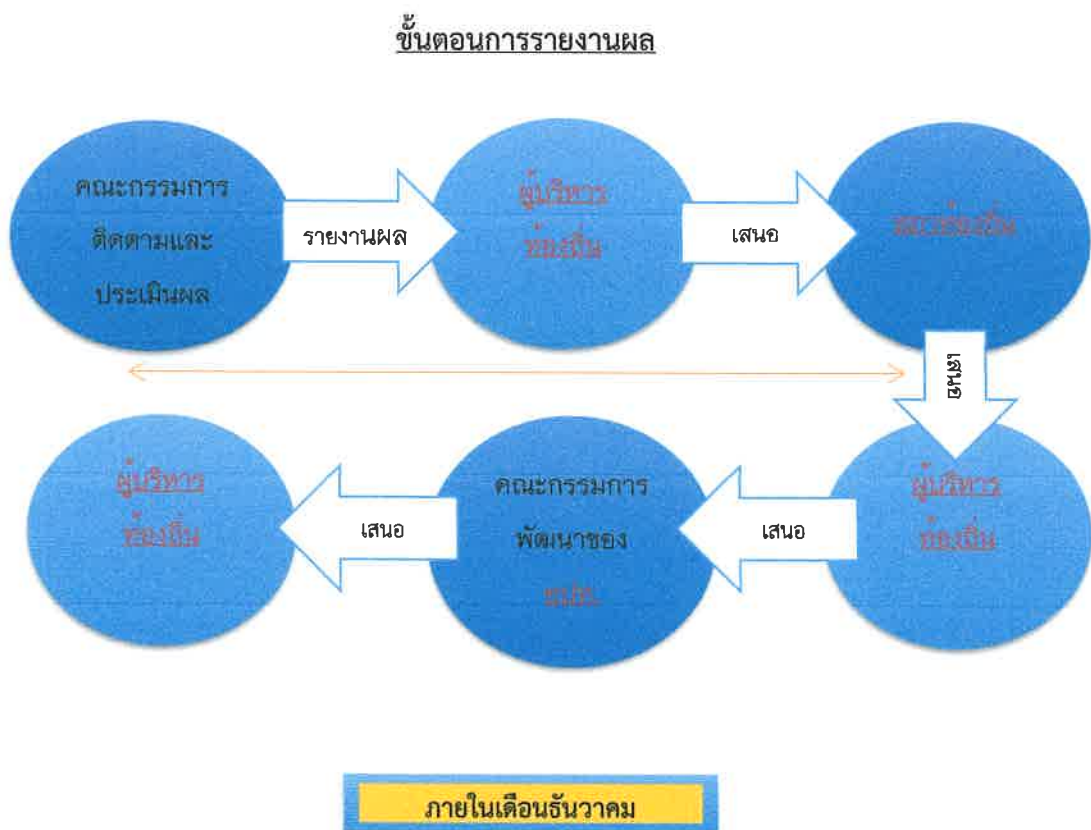 ขั้นตอนการรายงานผล
คณะกรรมการ
ติดตามและ
ประเมินผล
รายงานผล
ผู้บริหาร
ท้องถิ่น
เสนอ
สภาท้องถิ่น
เสนอ
ผู้บริหาร
ท้องถิ่น
เสนอ
คณะกรรมการ
พัฒนาของ
อปท.
เสนอ
ผู้บริหาร
ท้องถิ่น
ภายในเดือนธันวาคม